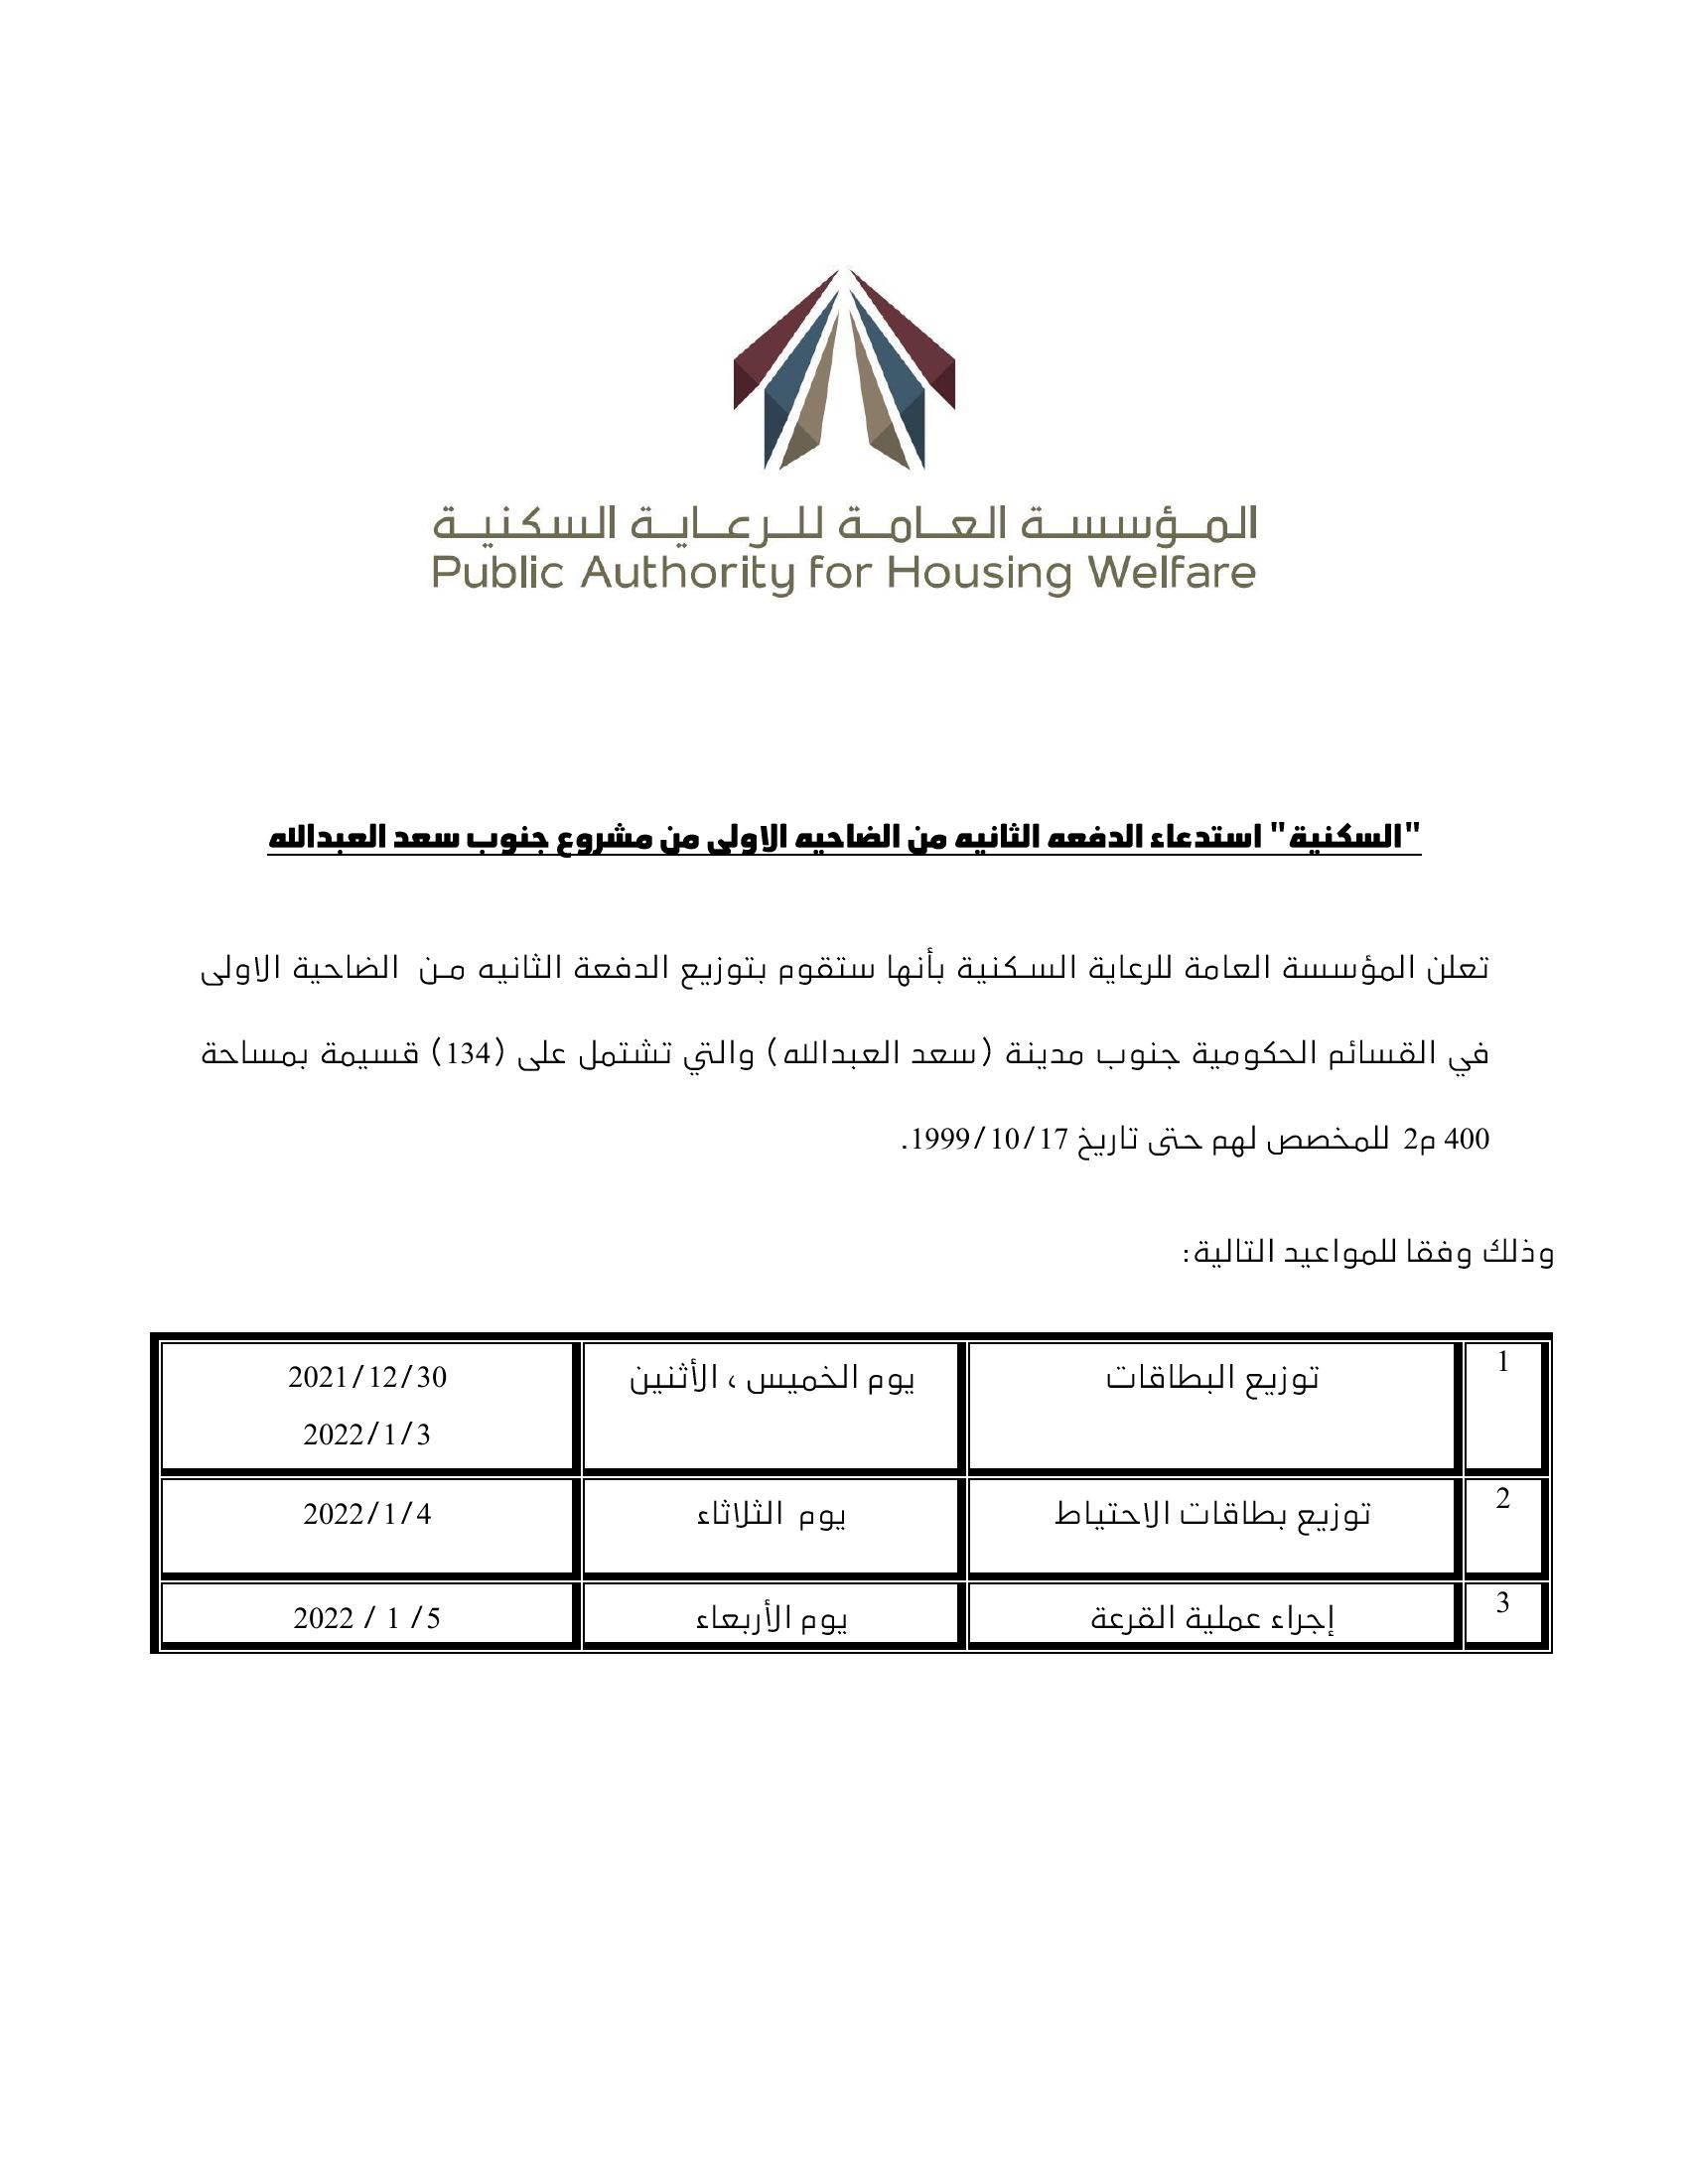 المؤسسة العامة للرعاية السكنية
Public Authority for Housing Welfare
"السكنية" استدعاء الدفعه الثانيه من الضاحيه الاولى من مشروع جنوب سعد العبدالله
تعلن المؤسسة العامة للرعاية السكنية بأنها ستقوم بتوزيع الدفعة الثانيه من الضاحية الاولى
في القسائم الحكومية جنوب مدينة (سعد العبدالله) والتي تشتمل على (134) قسيمة بمساحة
400 م2 للمخصص لهم حتى تاريخ 1999/10/17.
وذلك وفقا للمواعيد التالية:
1 توزيع البطاقات يوم الخميس ، الأثنين 2021/12/30
2022/1/3
2 توزيع بطاقات الاحتياط يوم الثلاثاء 2022/1/4
3 إجراء عملية القرعة يوم الأربعاء 2022 / 1 /5